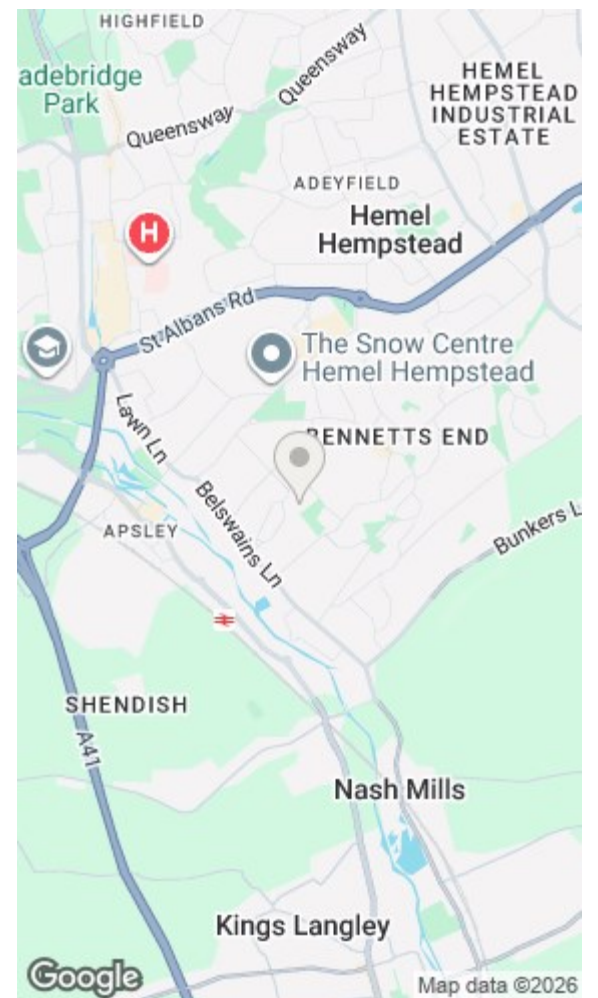 HIGHFIELD
adebridge
Park
Queensway
Queensway
HEMEL
HEMPSTEAD
INDUSTRIAL
ESTATE
ADEYFIELD
Hemel
Hempstead
H
St Albans Rd
The Snow Centre
Hemel Hempstead
Lawn Ln
BENNETTS END
Belswains Ln
APSLEY
Bunkers L
SHENDISH
A41
Nash Mills
Kings Langley
Google
Map data ©2026